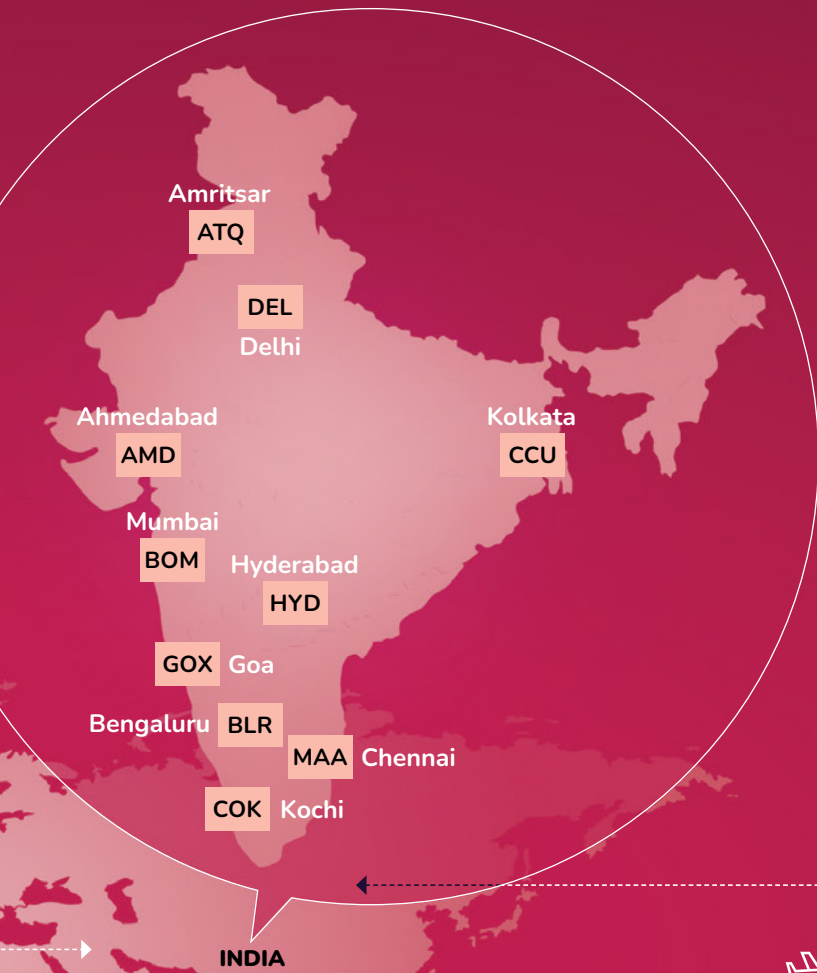 Amritsar
ATQ
DEL
Delhi
Ahmedabad
AMD
Kolkata
CCU
Mumbai
BOM
Hyderabad
HYD
GOX Goa
Bengaluru BLR
MAA Chennai
COK Kochi
INDIA